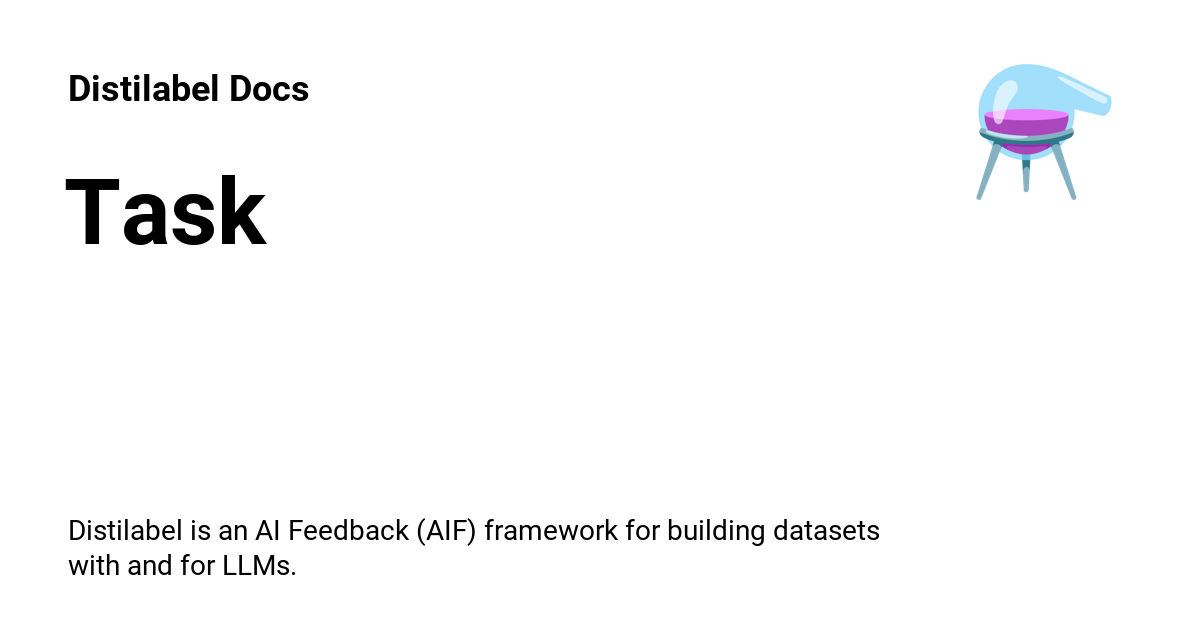 Distilabel Docs
Task
Distilabel is an AI Feedback (AIF) framework for building datasets
with and for LLMs.